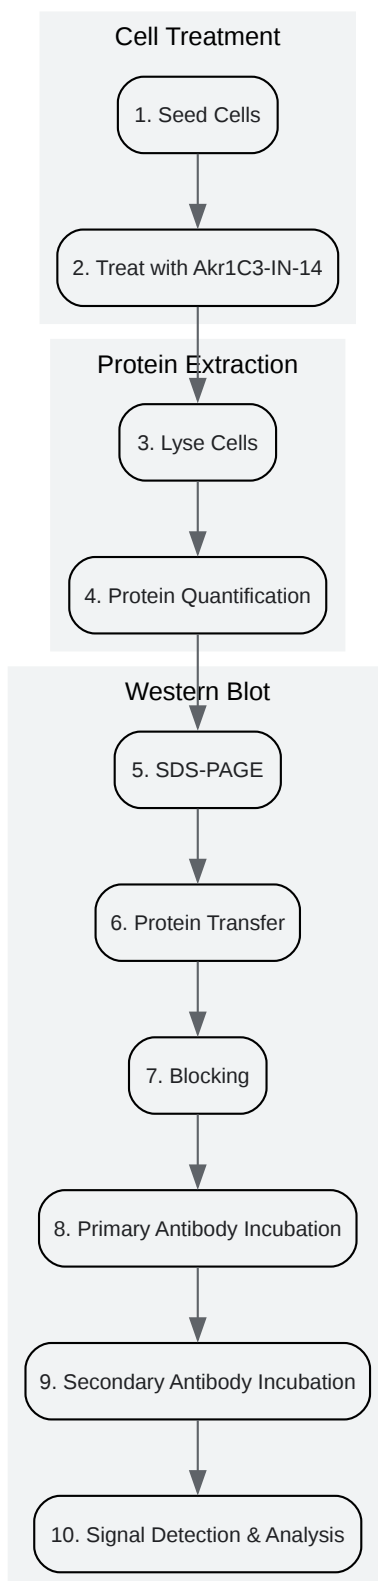 Cell Treatment
1. Seed Cells
2. Treat with Akr1C3-IN-14
Protein Extraction
3. Lyse Cells
4. Protein Quantification
Western Blot
5. SDS-PAGE
6. Protein Transfer
7. Blocking
8. Primary Antibody Incubation
9. Secondary Antibody Incubation
10. Signal Detection & Analysis